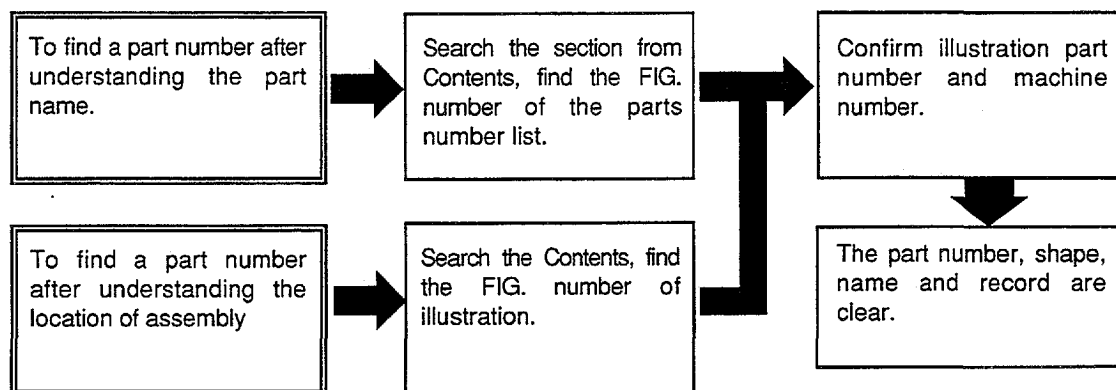 To find a part number after
understanding the part
name.
Search the section from
Contents, find the FIG.
number of the parts
number list.
Confirm illustration part
number and machine
number.
To find a part number
after understanding the
location of assembly
Search the Contents, find
the FIG. number of
illustration.
The part number, shape,
name and record are
clear.